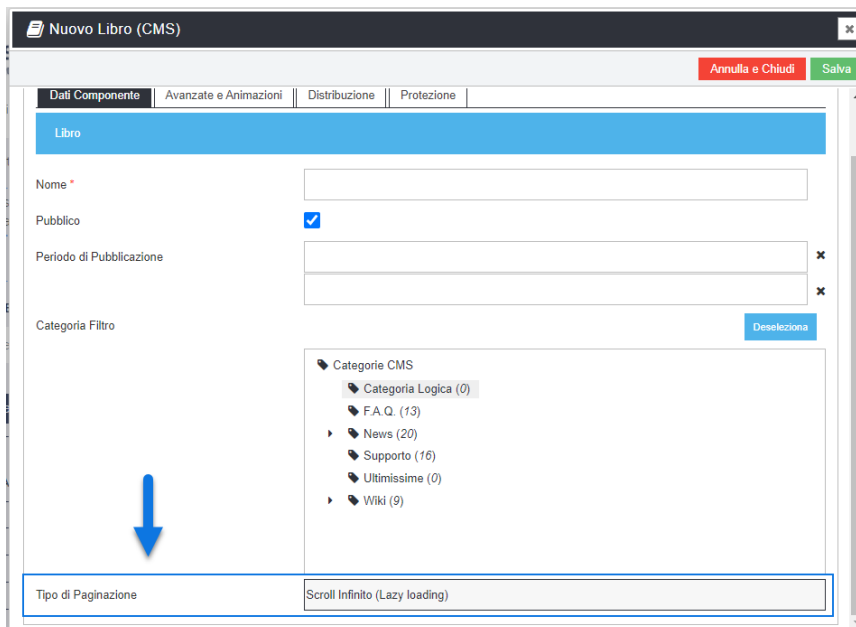 Nuovo Libro (CMS)
Annulla e Chiudi Salva
Dati Componente Avanzate e Animazioni Distribuzione Protezione
Libro
Nome *
Pubblico
Periodo di Pubblicazione
Categoria Filtro
Deseleziona
Categorie CMS
Categoria Logica (0)
F.A.Q. (13)
News (20)
Supporto (16)
Ultimissime (0)
Wiki (9)
Tipo di Paginazione Scroll Infinito (Lazy loading)